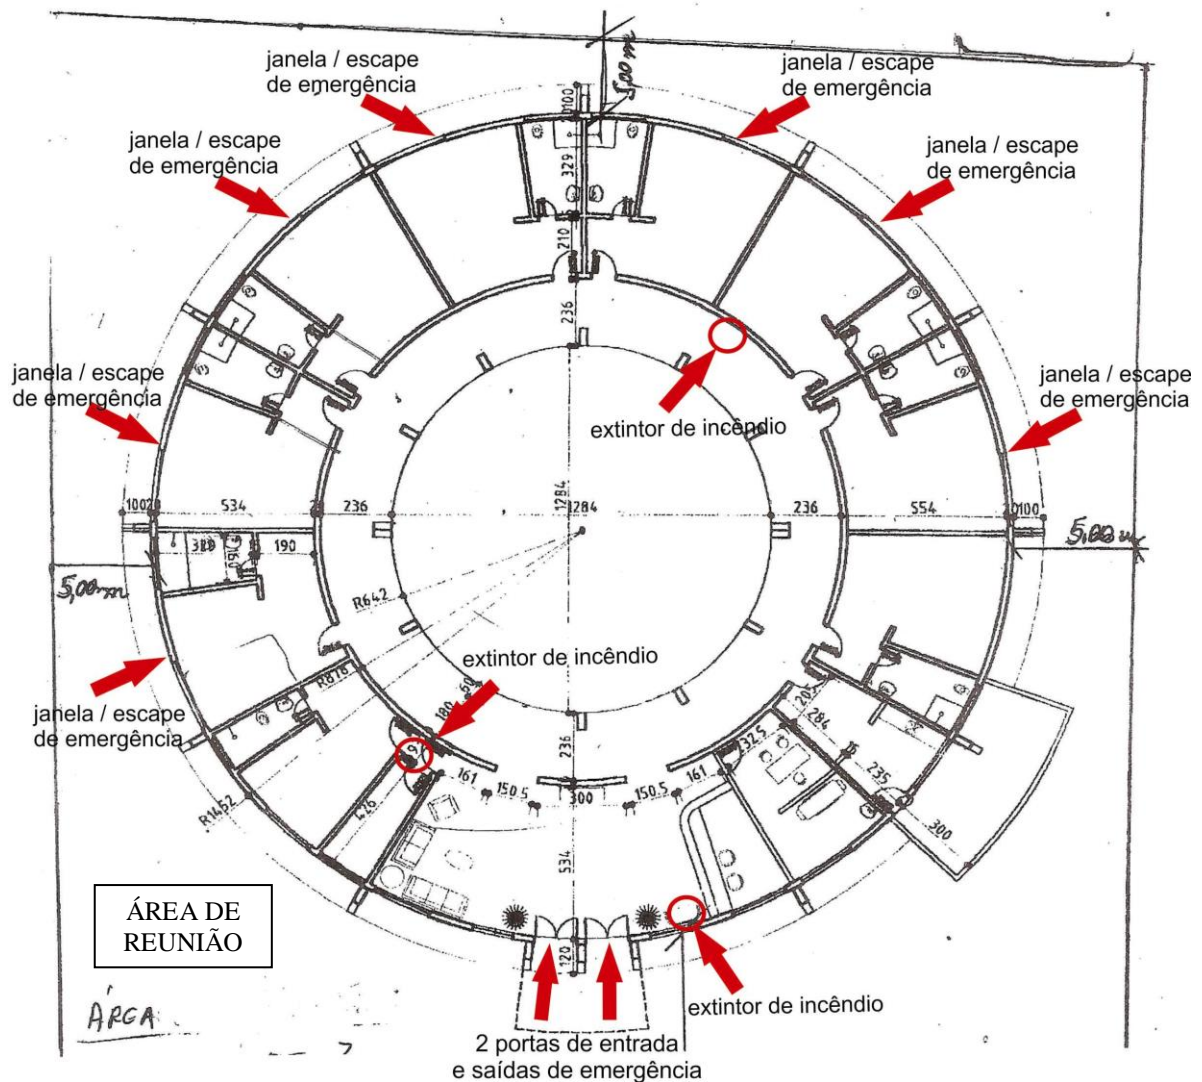 5,00 m
janela / escape
de emergência
janela / escape
de emergência
janela / escape
de emergência
janela / escape
de emergência
janela / escape
de emergência
janela / escape
de emergência
janela / escape
de emergência
329
210
236
extintor de incêndio
1284
1284
100
534
236
236
554
100
5,00 m
5,00 m
190
R642
R878
R1452
extintor de incêndio
180
60
236
161
150.5
300
150.5
161
232.5
205
284
235
300
426
534
120
ÁREA DE
REUNIÃO
ÁREA
extintor de incêndio
2 portas de entrada
e saídas de emergência